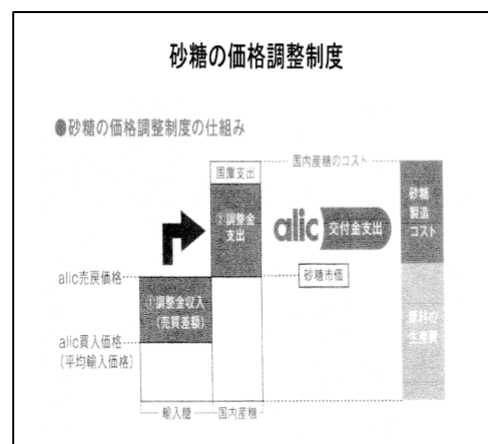 砂糖の価格調整制度
●砂糖の価格調整制度の仕組み
国庫支出
国内産糖のコスト
②調整金
支出
alic
交付金支出
砂糖
製造
コスト
alic売戻価格
砂糖市価
①調整金収入
(売買差額)
alic買入価格
(平均輸入価格)
原料の
生産費
輸入糖
国内産糖